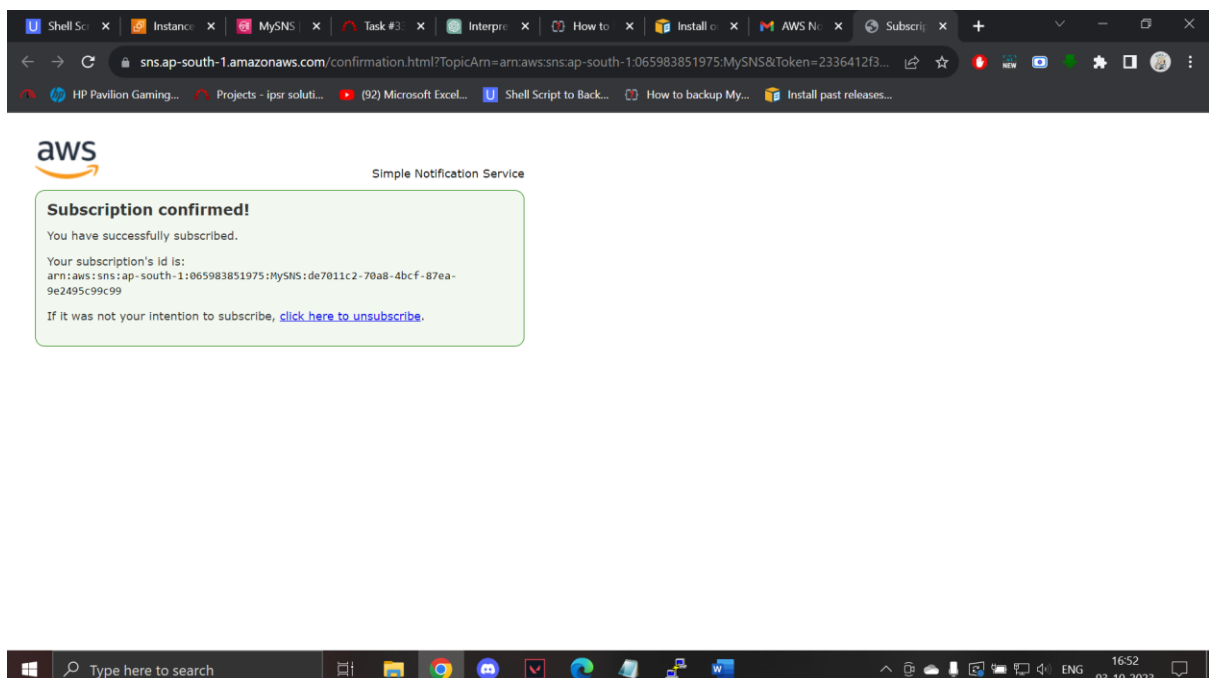 Shell Sc
Instance
MySNS |
Task #3
Interpre
How to
Install o
AWS No
Subscrip
sns.ap-south-1.amazonaws.com/confirmation.html?TopicArn=arn:aws:sns:ap-south-1:065983851975:MySNS&Token=2336412f3...
NEW
HP Pavilion Gaming...
Projects - ipsr soluti...
(92) Microsoft Excel...
Shell Script to Back...
How to backup My...
Install past releases...
aws
Simple Notification Service
Subscription confirmed!
You have successfully subscribed.
Your subscription's id is:
arn:aws:sns:ap-south-1:065983851975:MySNS:de7011c2-70a8-4bcf-87ea-
9e2495c99c99
If it was not your intention to subscribe, click here to unsubscribe.
Type here to search
ENG
16:52
03-10-2023